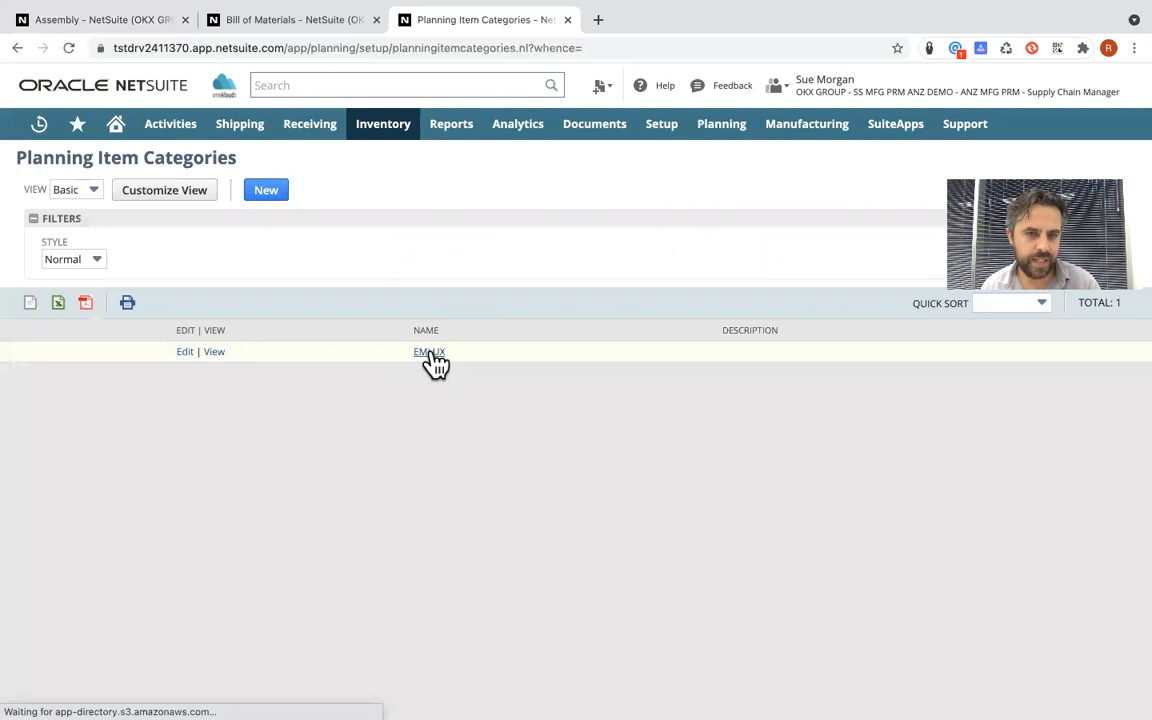 Assembly - NetSuite (OKX GR
Bill of Materials - NetSuite (OK
Planning Item Categories - Net
tstdrv2411370.app.netsuite.com/app/planning/setup/planningitemcategories.nl?whence=
1
R
ORACLE NETSUITE
onekloudx
Search
Help
Feedback
Sue Morgan
OKX GROUP - SS MFG PRM ANZ DEMO - ANZ MFG PRM - Supply Chain Manager
Activities
Shipping
Receiving
Inventory
Reports
Analytics
Documents
Setup
Planning
Manufacturing
SuiteApps
Support
Planning Item Categories
VIEW Basic
Customize View
New
FILTERS
STYLE
Normal
QUICK SORT
TOTAL: 1
EDIT | VIEW
NAME
DESCRIPTION
Edit | View
Waiting for app-directory.s3.amazonaws.com...